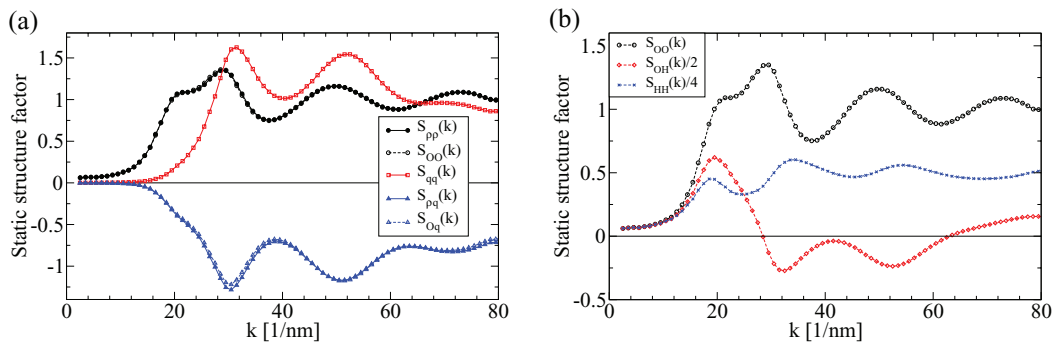 (a)
Static structure factor
1.5
1
0.5
0
-0.5
-1
S_ρρ(k)
S_OO(k)
S_qq(k)
S_ρq(k)
S_Oq(k)
0 20 40 60 80
k [1/nm]
(b)
Static structure factor
1.5
1
0.5
0
-0.5
S_OO(k)
S_OH(k)/2
S_HH(k)/4
0 20 40 60 80
k [1/nm]